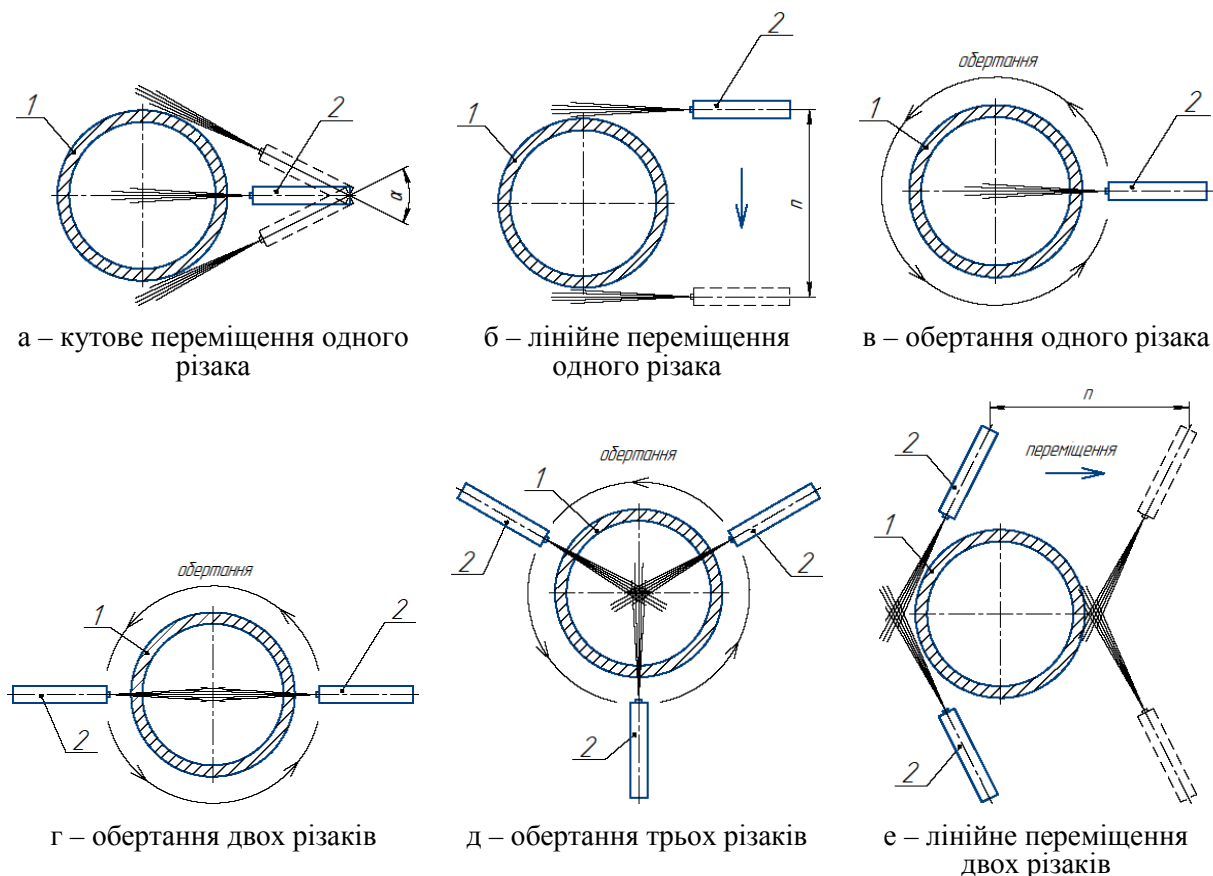 2
1
2
α
а – кутове переміщення одного
різака
2
1
n
б – лінійне переміщення
одного різака
обертання
1
2
в – обертання одного різака
обертання
1
2
2
г – обертання двох різаків
обертання
1
2
2
2
д – обертання трьох різаків
n
переміщення
2
1
2
е – лінійне переміщення
двох різаків